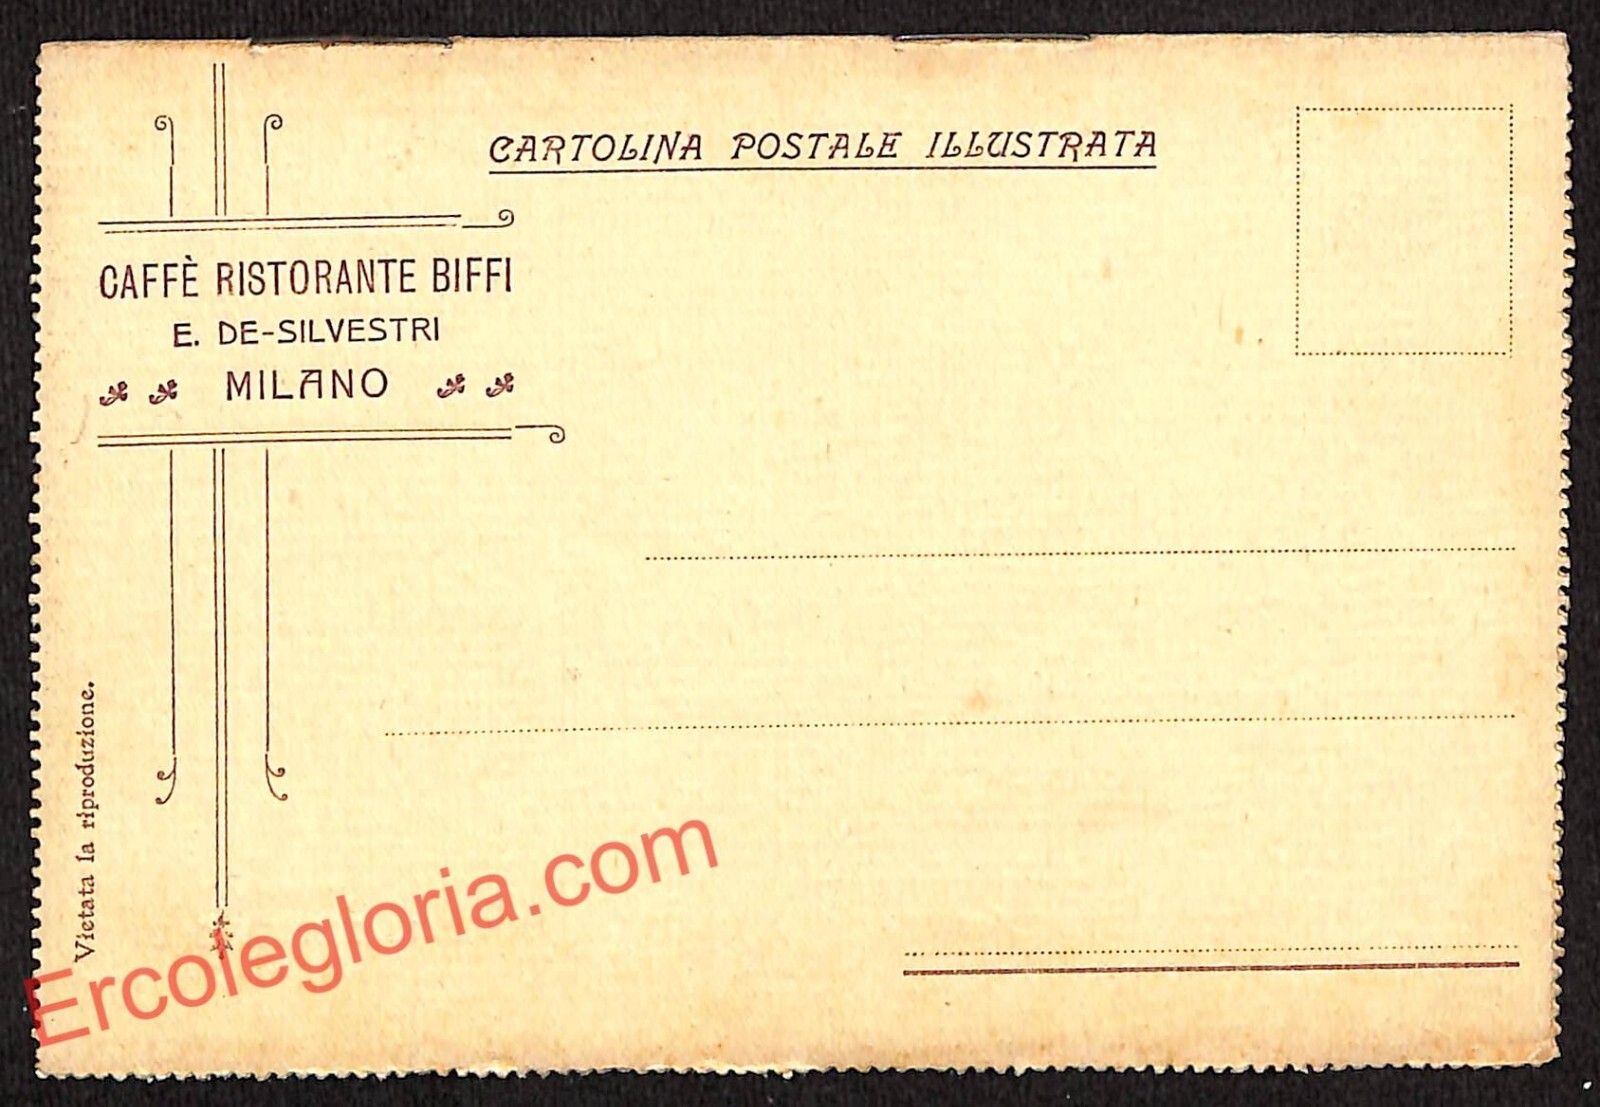 CARTOLINA POSTALE ILLUSTRATA
CAFFÈ RISTORANTE BIFFI
E. DE-SILVESTRI
MILANO
Vietata la riproduzione.
Ercolegloria.com